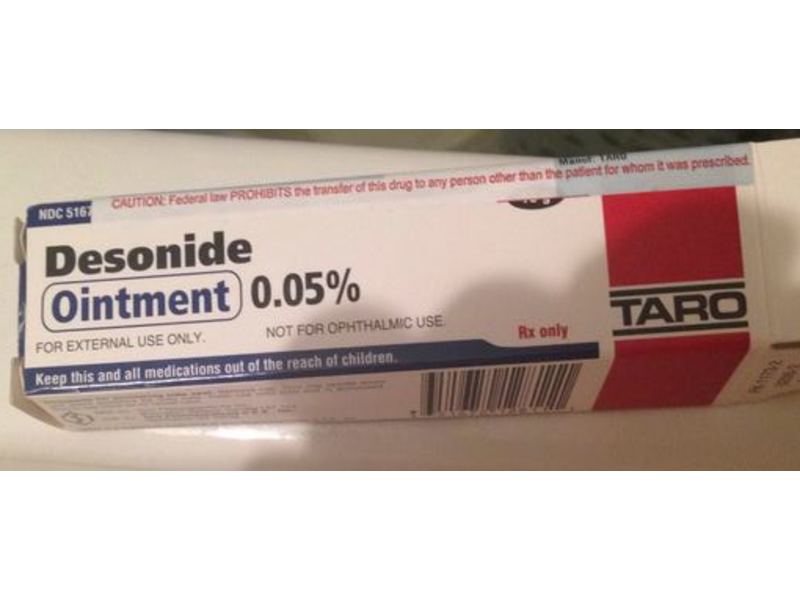 Manuf: TARO
CAUTION: Federal law PROHIBITS the transfer of this drug to any person other than the patient for whom it was prescribed.
NDC 5167
Desonide
Ointment 0.05%
FOR EXTERNAL USE ONLY. NOT FOR OPHTHALMIC USE.
Rx only
Keep this and all medications out of the reach of children.
TARO